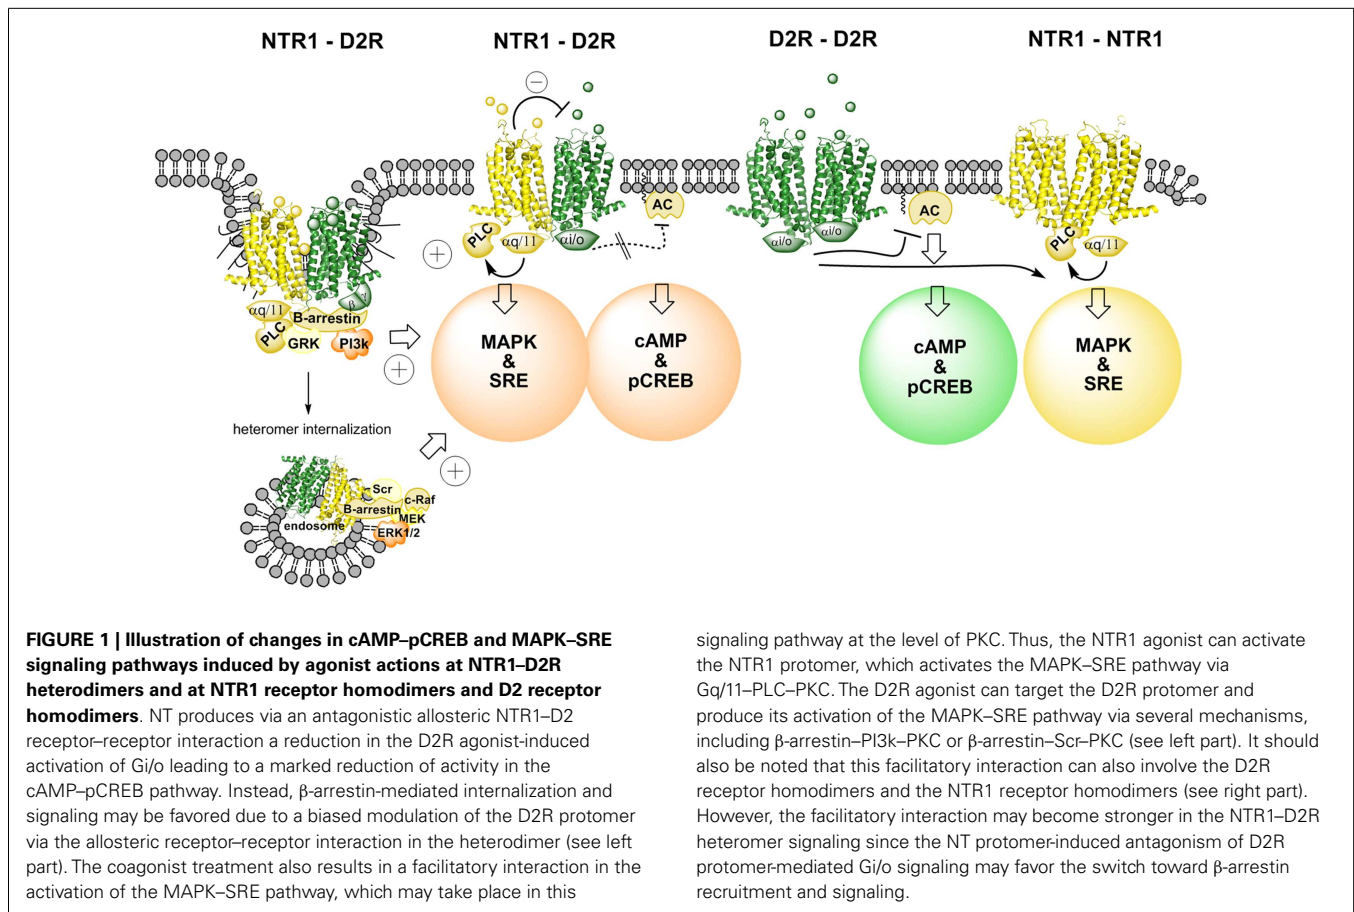 NTR1 - D2R
NTR1 - D2R
D2R - D2R
NTR1 - NTR1
αq/11
B-arrestin
β
γ
PLC
GRK
PI3k
+
heteromer internalization
Scr
c-Raf
B-arrestin
MEK
endosome
ERK1/2
+
−
+
PLC
αq/11
αi/o
AC
MAPK
&
SRE
cAMP
&
pCREB
αi/o
αi/o
AC
cAMP
&
pCREB
PLC
αq/11
MAPK
&
SRE
FIGURE 1 | Illustration of changes in cAMP–pCREB and MAPK–SRE
signaling pathways induced by agonist actions at NTR1–D2R
heterodimers and at NTR1 receptor homodimers and D2 receptor
homodimers. NT produces via an antagonistic allosteric NTR1–D2
receptor–receptor interaction a reduction in the D2R agonist-induced
activation of Gi/o leading to a marked reduction of activity in the
cAMP–pCREB pathway. Instead, β-arrestin-mediated internalization and
signaling may be favored due to a biased modulation of the D2R protomer
via the allosteric receptor–receptor interaction in the heterodimer (see left
part). The coagonist treatment also results in a facilitatory interaction in the
activation of the MAPK–SRE pathway, which may take place in this
signaling pathway at the level of PKC. Thus, the NTR1 agonist can activate
the NTR1 protomer, which activates the MAPK–SRE pathway via
Gq/11–PLC–PKC. The D2R agonist can target the D2R protomer and
produce its activation of the MAPK–SRE pathway via several mechanisms,
including β-arrestin–PI3k–PKC or β-arrestin–Scr–PKC (see left part). It should
also be noted that this facilitatory interaction can also involve the D2R
receptor homodimers and the NTR1 receptor homodimers (see right part).
However, the facilitatory interaction may become stronger in the NTR1–D2R
heteromer signaling since the NT protomer-induced antagonism of D2R
protomer-mediated Gi/o signaling may favor the switch toward β-arrestin
recruitment and signaling.